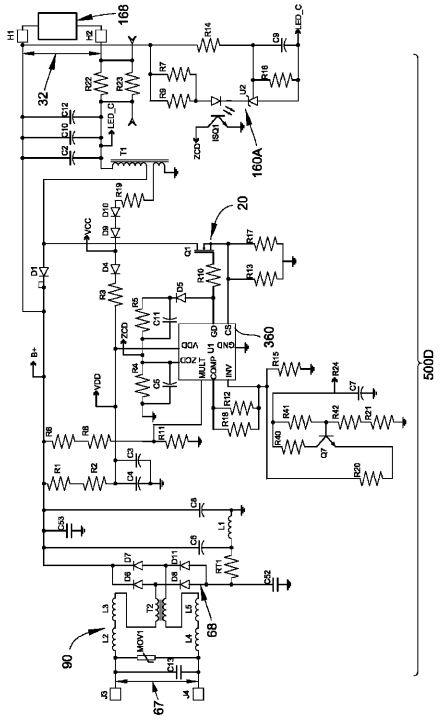 H1
168
H2
32
R22
R23
C12
C10
C2
LED_C
R14
C9
LED_C
R7
R9
R16
U2
ISQ1
ZCD
160A
T1
R19
D10
D9
VCC
D4
R3
D1
B+
VDD
Q1
20
R10
R17
R13
D5
R5
C11
ZCD
R4
C5
VDD
ZCD
MULT
COMP
INV
U1
GD
CS
GND
360
R6
R8
R11
R1
R2
C3
C4
R12
R18
R15
R24
C7
R41
R40
R42
R21
Q7
R20
C53
C8
C6
L1
RT1
C52
D7
D6
D11
D8
68
T2
L3
L2
L5
L4
90
MOV1
C13
J3
J4
67
500D